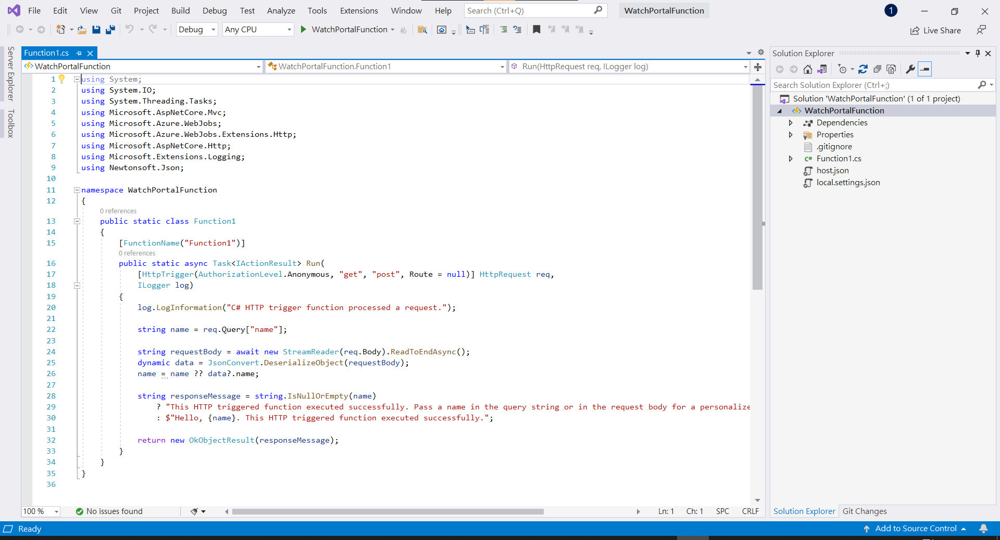 File Edit View Git Project Build Debug Test Analyze Tools Extensions Window Help Search (Ctrl+Q) WatchPortalFunction 1
Debug Any CPU WatchPortalFunction Live Share
Server Explorer
Toolbox
Function1.cs
WatchPortalFunction WatchPortalFunction.Function1 Run(HttpRequest req, ILogger log)
1 using System;
2 using System.IO;
3 using System.Threading.Tasks;
4 using Microsoft.AspNetCore.Mvc;
5 using Microsoft.Azure.WebJobs;
6 using Microsoft.Azure.WebJobs.Extensions.Http;
7 using Microsoft.AspNetCore.Http;
8 using Microsoft.Extensions.Logging;
9 using Newtonsoft.Json;
10
11 namespace WatchPortalFunction
12 {
0 references
13 public static class Function1
14 {
15 [FunctionName("Function1")]
0 references
16 public static async Task<IActionResult> Run(
17 [HttpTrigger(AuthorizationLevel.Anonymous, "get", "post", Route = null)] HttpRequest req,
18 ILogger log)
19 {
20 log.LogInformation("C# HTTP trigger function processed a request.");
21
22 string name = req.Query["name"];
23
24 string requestBody = await new StreamReader(req.Body).ReadToEndAsync();
25 dynamic data = JsonConvert.DeserializeObject(requestBody);
26 name = name ?? data?.name;
27
28 string responseMessage = string.IsNullOrEmpty(name)
29 ? "This HTTP triggered function executed successfully. Pass a name in the query string or in the request body for a personalize
30 : $"Hello, {name}. This HTTP triggered function executed successfully.";
31
32 return new OkObjectResult(responseMessage);
33 }
34 }
35 }
36
100 % No issues found Ln: 1 Ch: 1 SPC CRLF
Solution Explorer
Search Solution Explorer (Ctrl+;)
Solution 'WatchPortalFunction' (1 of 1 project)
WatchPortalFunction
Dependencies
Properties
.gitignore
C# Function1.cs
host.json
local.settings.json
Solution Explorer Git Changes
Ready Add to Source Control